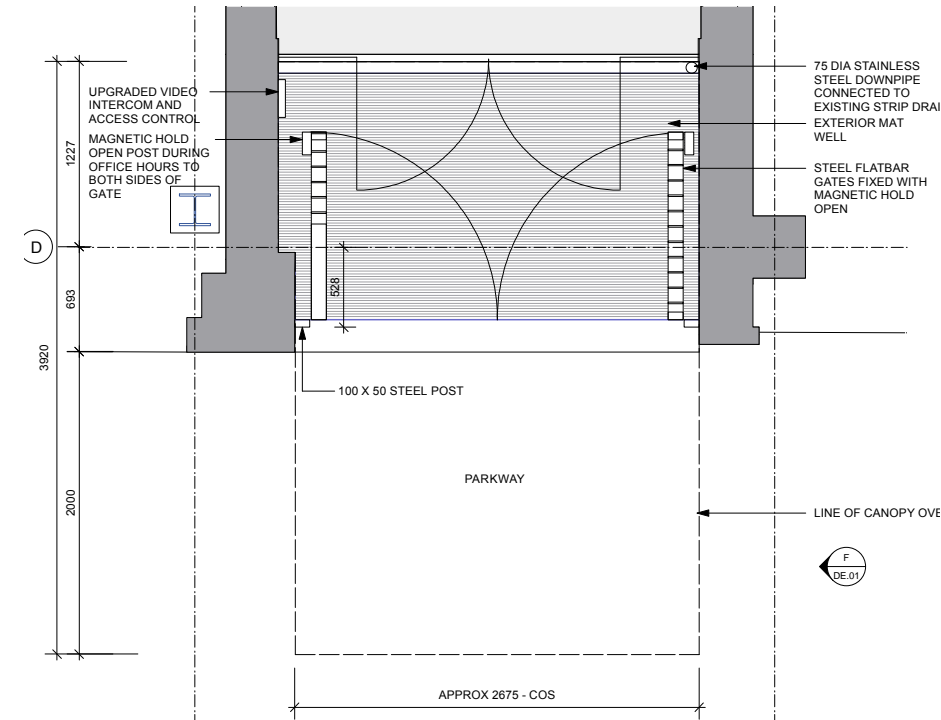 UPGRADED VIDEO
INTERCOM AND
ACCESS CONTROL
MAGNETIC HOLD
OPEN POST DURING
OFFICE HOURS TO
BOTH SIDES OF
GATE
75 DIA STAINLESS
STEEL DOWNPIPE
CONNECTED TO
EXISTING STRIP DRAI
EXTERIOR MAT
WELL
STEEL FLATBAR
GATES FIXED WITH
MAGNETIC HOLD
OPEN
1227
D
693
528
3920
100 X 50 STEEL POST
PARKWAY
2000
LINE OF CANOPY OVE
F
DE.01
APPROX 2675 - COS